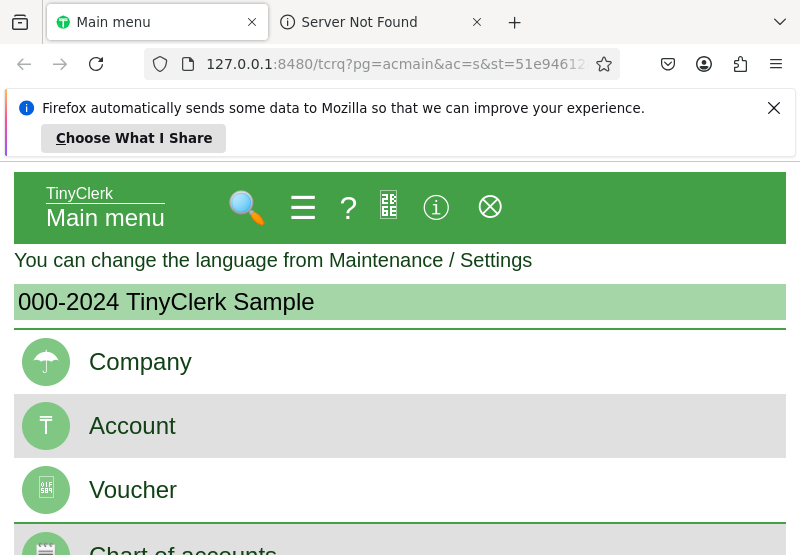 Main menu
Server Not Found
127.0.0.1:8480/tcrq?pg=acmain&ac=s&st=51e94612
Firefox automatically sends some data to Mozilla so that we can improve your experience.
Choose What I Share
TinyClerk
Main menu
?
You can change the language from Maintenance / Settings
000-2024 TinyClerk Sample
Company
Account
Voucher
Chart of accounts